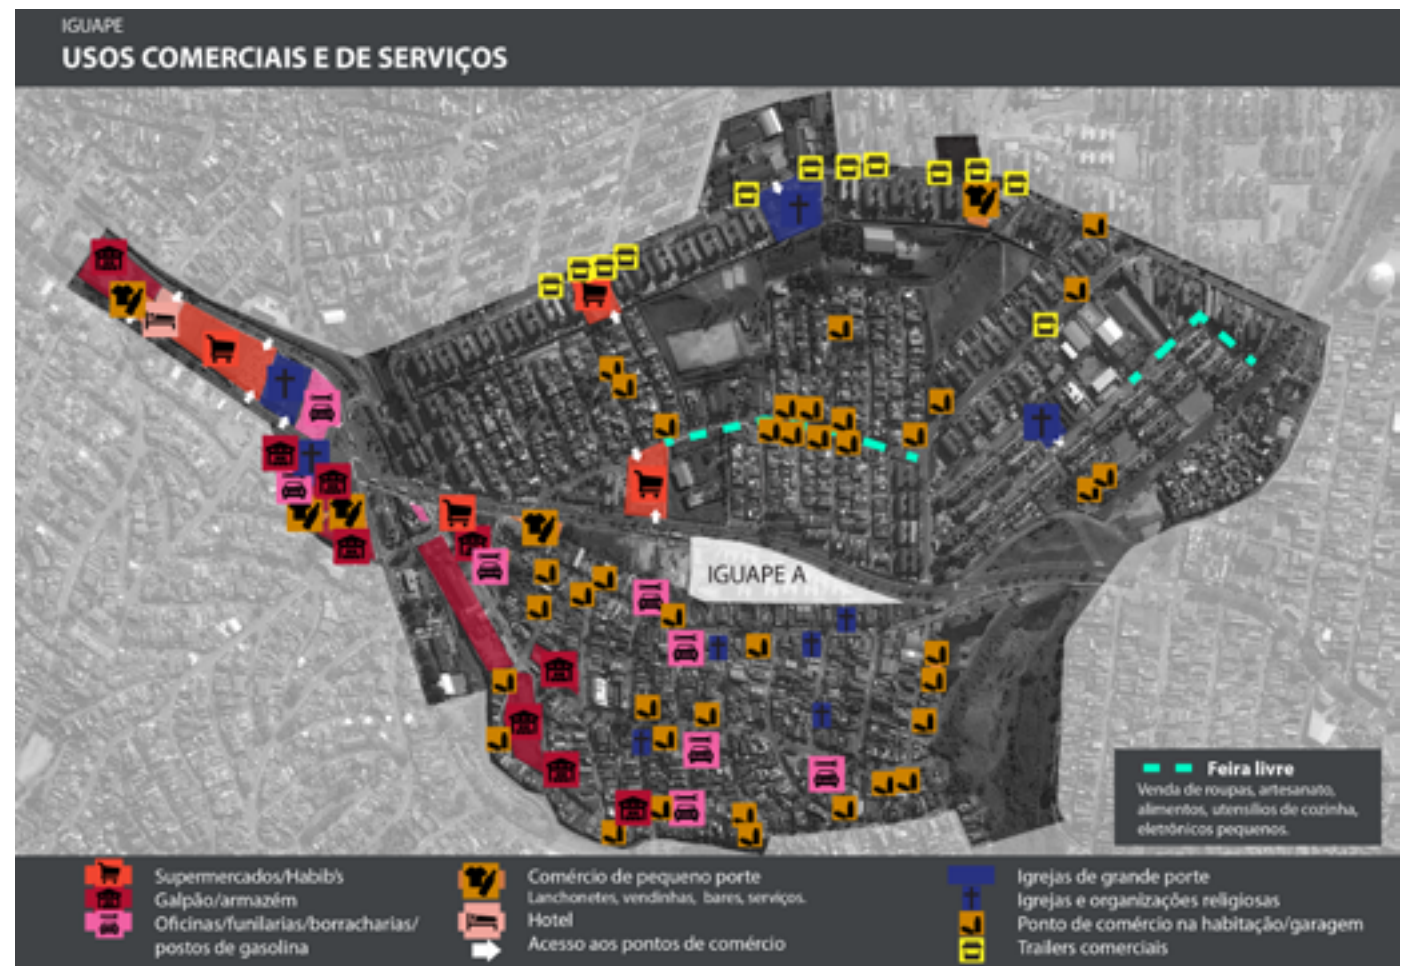 IGUAPE
USOS COMERCIAIS E DE SERVIÇOS
IGUAPE A
Feira livre
Venda de roupas, artesanato,
alimentos, utensílios de cozinha,
eletrônicos pequenos.
Supermercados/Habib's
Galpão/armazém
Oficinas/funilarias/borracharias/
postos de gasolina
Comércio de pequeno porte
Lanchonetes, vendinhas, bares, serviços.
Hotel
Acesso aos pontos de comércio
Igrejas de grande porte
Igrejas e organizações religiosas
Ponto de comércio na habitação/garagem
Trailers comerciais